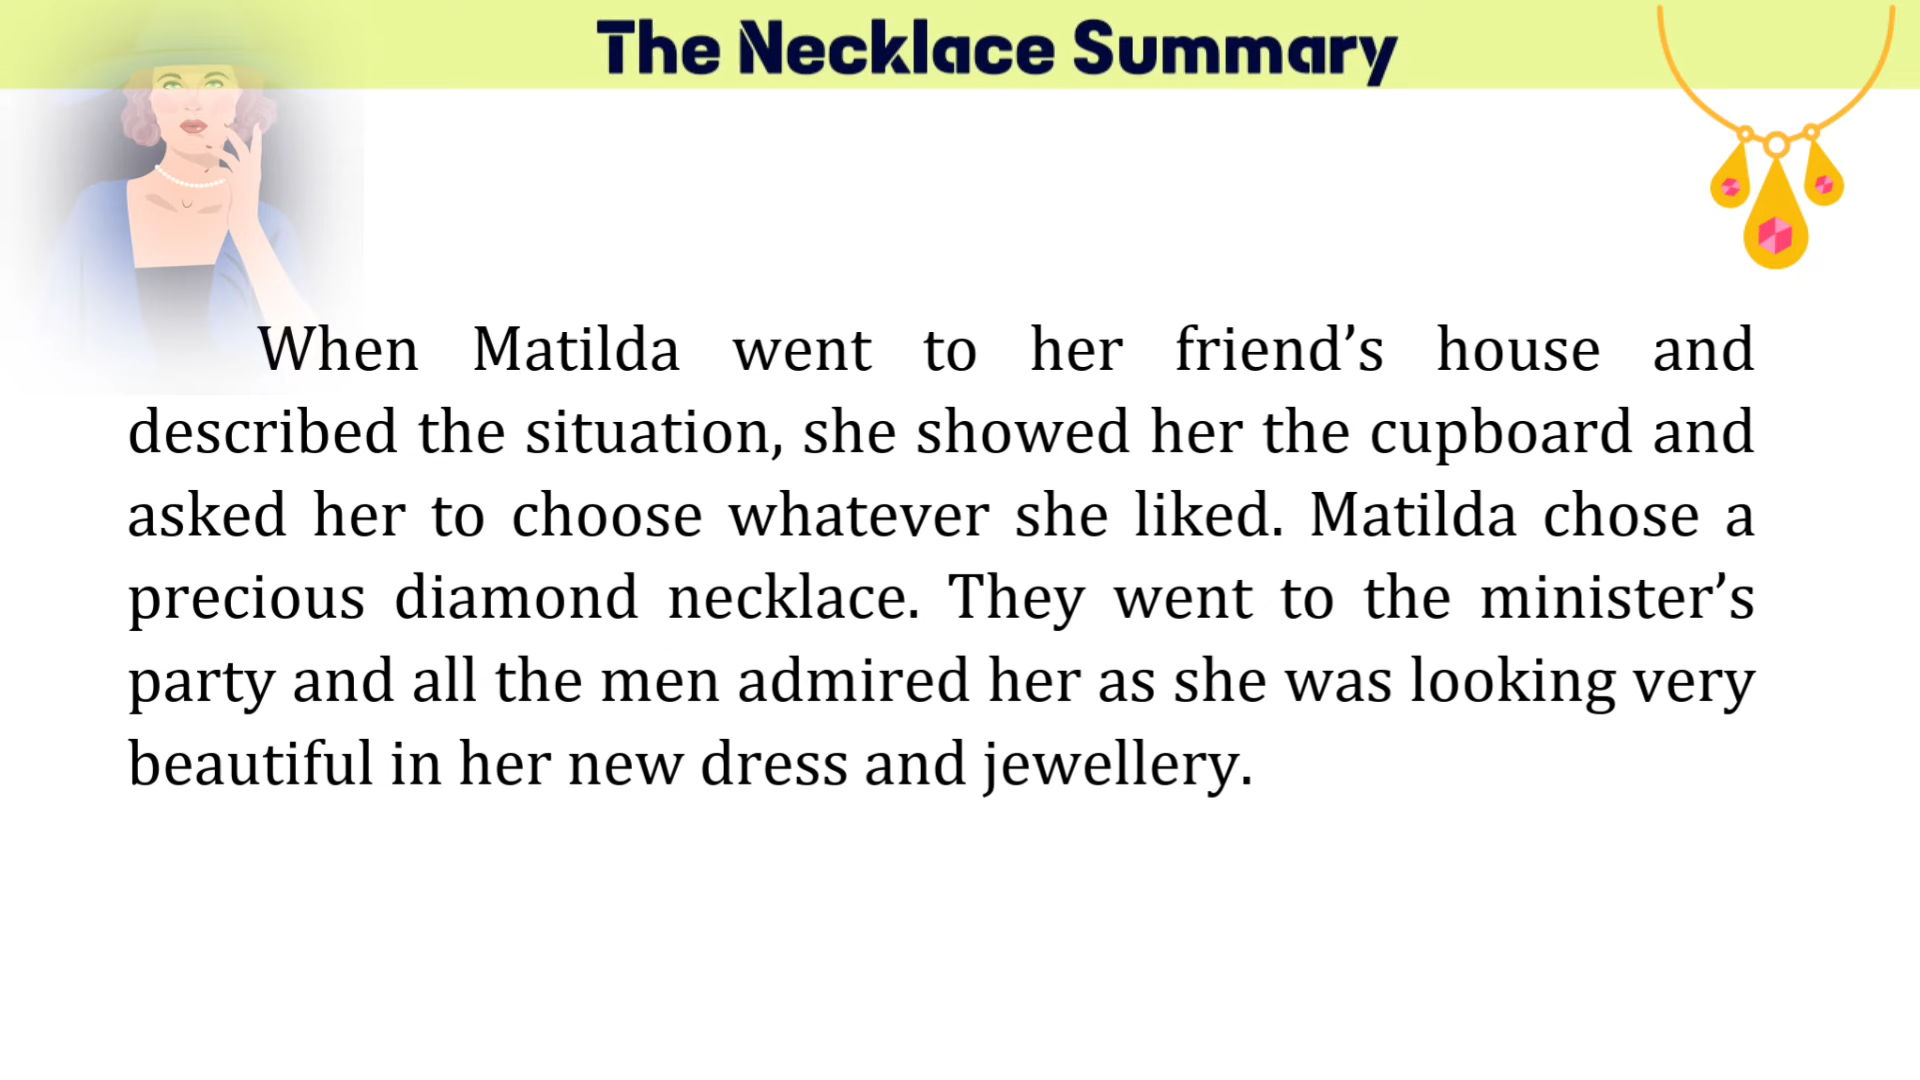 The Necklace Summary
When Matilda went to her friend’s house and
described the situation, she showed her the cupboard and
asked her to choose whatever she liked. Matilda chose a
precious diamond necklace. They went to the minister’s
party and all the men admired her as she was looking very
beautiful in her new dress and jewellery.